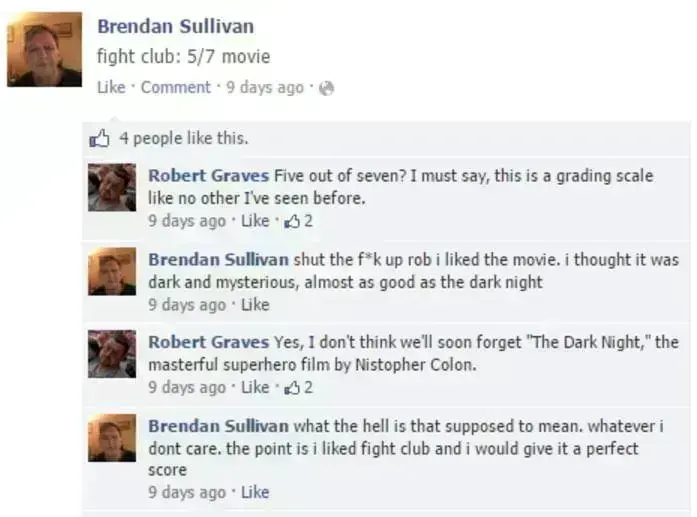 Brendan Sullivan
fight club: 5/7 movie
Like · Comment · 9 days ago ·
4 people like this.
Robert Graves Five out of seven? I must say, this is a grading scale
like no other I've seen before.
9 days ago · Like · 2
Brendan Sullivan shut the f*k up rob i liked the movie. i thought it was
dark and mysterious, almost as good as the dark night
9 days ago · Like
Robert Graves Yes, I don't think we'll soon forget "The Dark Night," the
masterful superhero film by Nistopher Colon.
9 days ago · Like · 2
Brendan Sullivan what the hell is that supposed to mean. whatever i
dont care. the point is i liked fight club and i would give it a perfect
score
9 days ago · Like